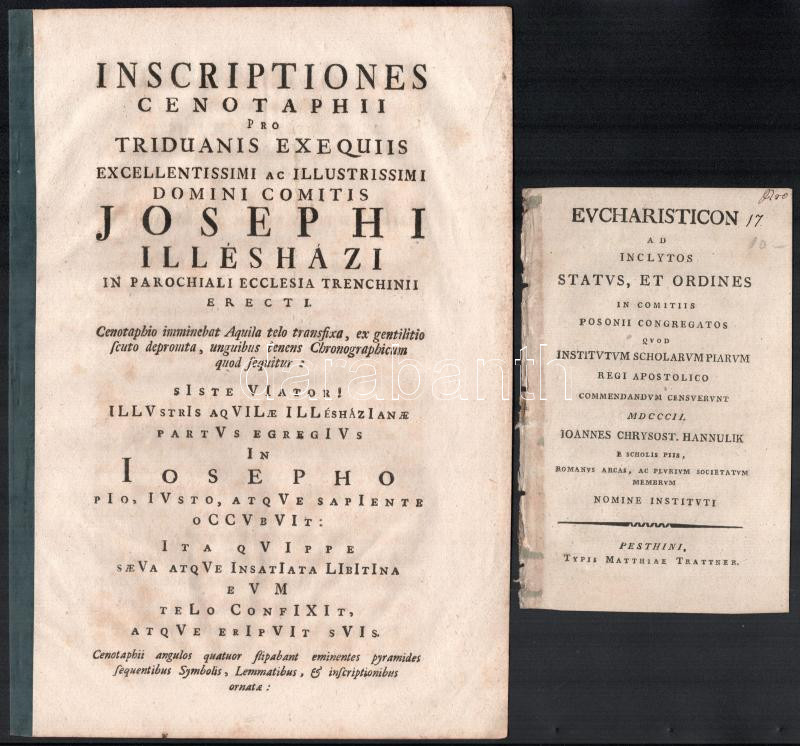 INSCRIPTIONES
CENOTAPHII
PRO
TRIDUANIS EXEQUIIS
EXCELLENTISSIMI AC ILLUSTRISSIMI
DOMINI COMITIS
JOSEPHI
ILLÉSHÁZI
IN PAROCHIALI ECCLESIA TRENCHINII
ERECTI.
Cenotaphio imminebat Aquila telo transfixa, ex gentilitio
ſcuto depromta, unguibus tenens Chronographicum
quod ſequitur:
sIste VIator!
ILLVstrIs aqVILæ ILLésházIanæ
partVs egregIVs
In
Iosepho
pIo, IVsto, atqVe sapIente
oCCVbVIt:
Ita qVIppe
sæVa atqVe InsatIata LIbItIna
eVM
teLo ConfIXIt,
atqVe erIpVIt sVIs.
Cenotaphii angulos quatuor ſtipabant eminentes pyramides
ſequentibus Symbolis, Lemmatibus, & inſcriptionibus
ornatæ:
EVCHARISTICON
17
10-
AD
INCLYTOS
STATVS, ET ORDINES
IN COMITIIS
POSONII CONGREGATOS
QVOD
INSTITVTVM SCHOLARVM PIARVM
REGI APOSTOLICO
COMMENDANDVM CENSVERVNT
MDCCCII.
IOANNES CHRYSOST. HANNULIK
E SCHOLIS PIIS,
ROMANVS ARCAS, AC PLVRIVM SOCIETATVM
MEMBRVM
NOMINE INSTITVTI
PESTHINI,
TYPIS MATTHIAE TRATTNER.
darabanth